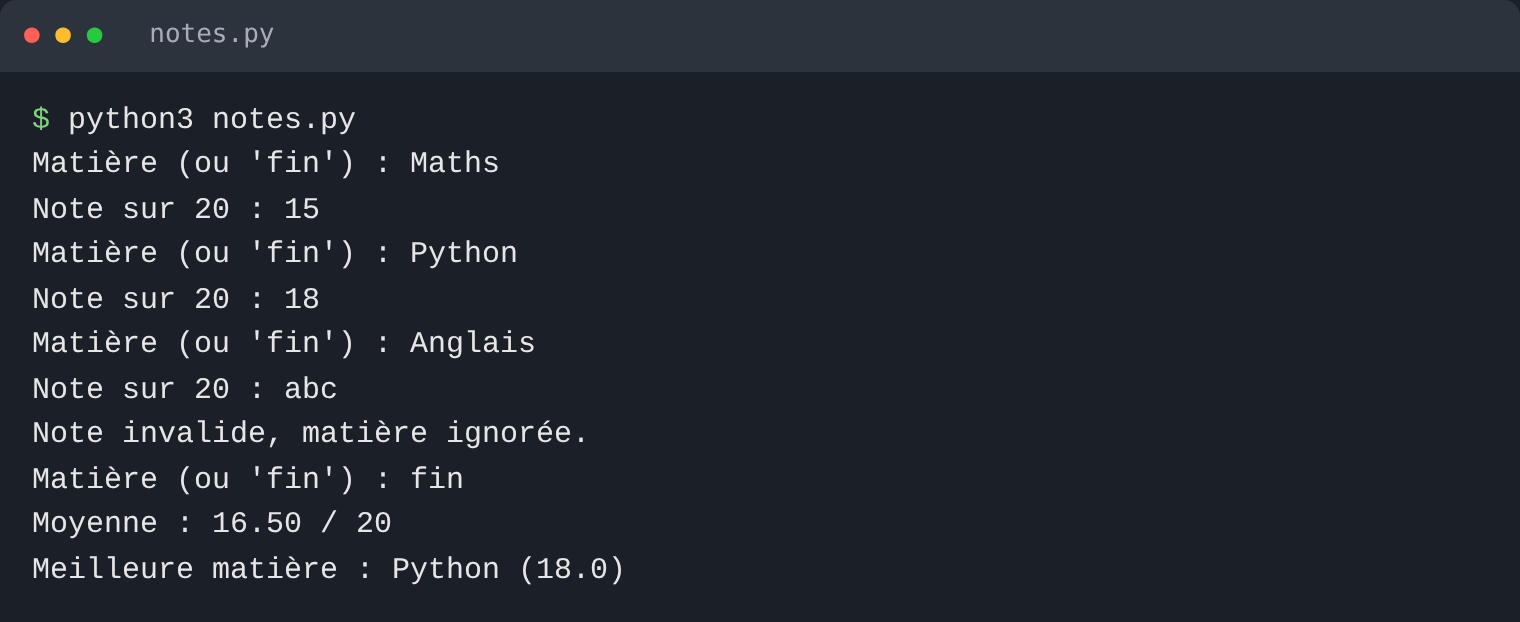 notes.py
$ python3 notes.py
Matière (ou 'fin') : Maths
Note sur 20 : 15
Matière (ou 'fin') : Python
Note sur 20 : 18
Matière (ou 'fin') : Anglais
Note sur 20 : abc
Note invalide, matière ignorée.
Matière (ou 'fin') : fin
Moyenne : 16.50 / 20
Meilleure matière : Python (18.0)